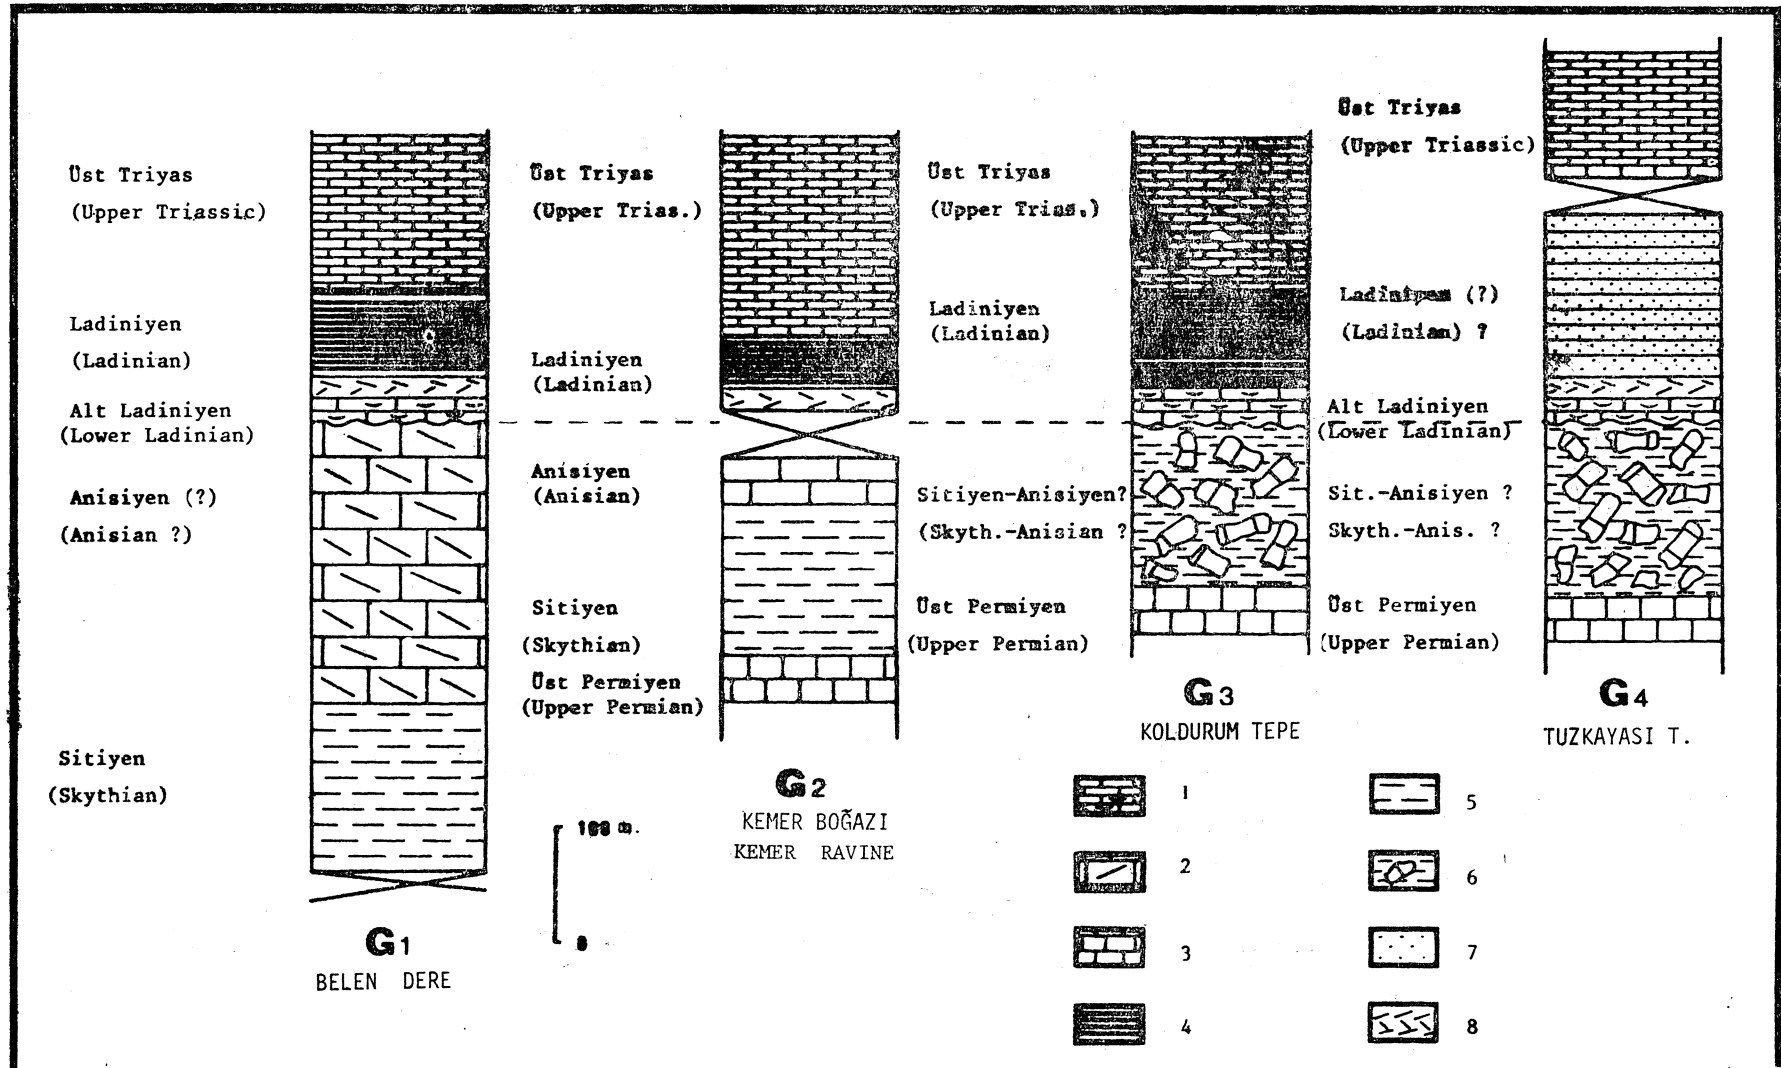 Üst Triyas
(Upper Triassic)
Ladiniyen
(Ladinian)
Alt Ladiniyen
(Lower Ladinian)
Anisiyen (?)
(Anisian ?)
Sitiyen
(Skythian)
G1
BELEN DERE
Üst Triyas
(Upper Trias.)
Ladiniyen
(Ladinian)
Anisiyen
(Anisian)
Sitiyen
(Skythian)
Üst Permiyen
(Upper Permian)
G2
KEMER BOĞAZI
KEMER RAVINE
100 m.
0
Üst Triyas
(Upper Trias.)
Ladiniyen
(Ladinian)
Sitiyen-Anisiyen?
(Skyth.-Anisian ?
Üst Permiyen
(Upper Permian)
G3
KOLDURUM TEPE
Üst Triyas
(Upper Triassic)
Ladiniyen (?)
(Ladinian) ?
Alt Ladiniyen
(Lower Ladinian)
Sit.-Anisiyen ?
Skyth.-Anis. ?
Üst Permiyen
(Upper Permian)
G4
TUZKAYASI T.
1
2
3
4
5
6
7
8